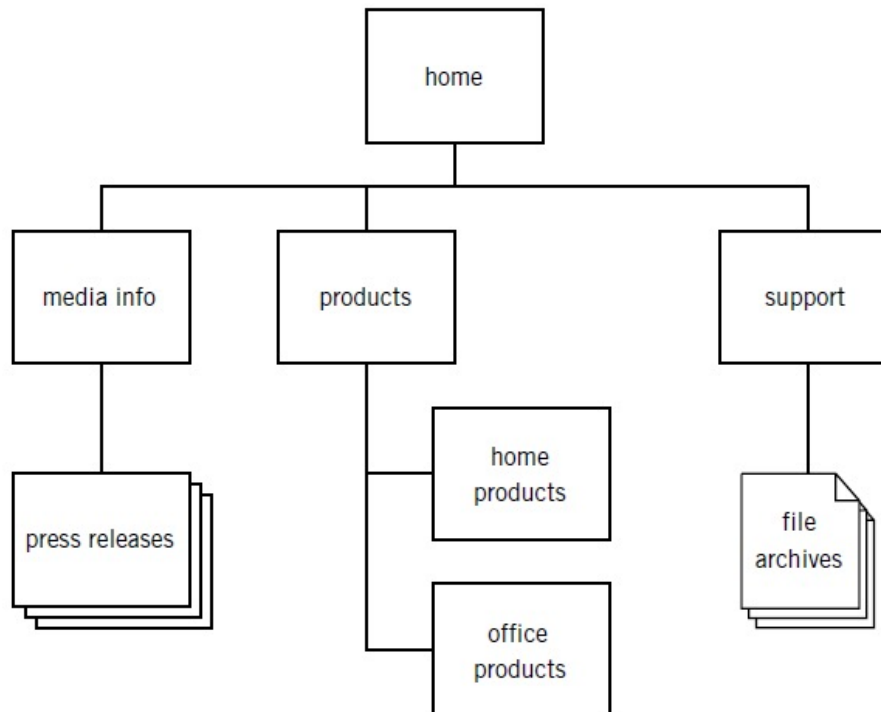 home
media info
products
support
home
products
press releases
file
archives
office
products